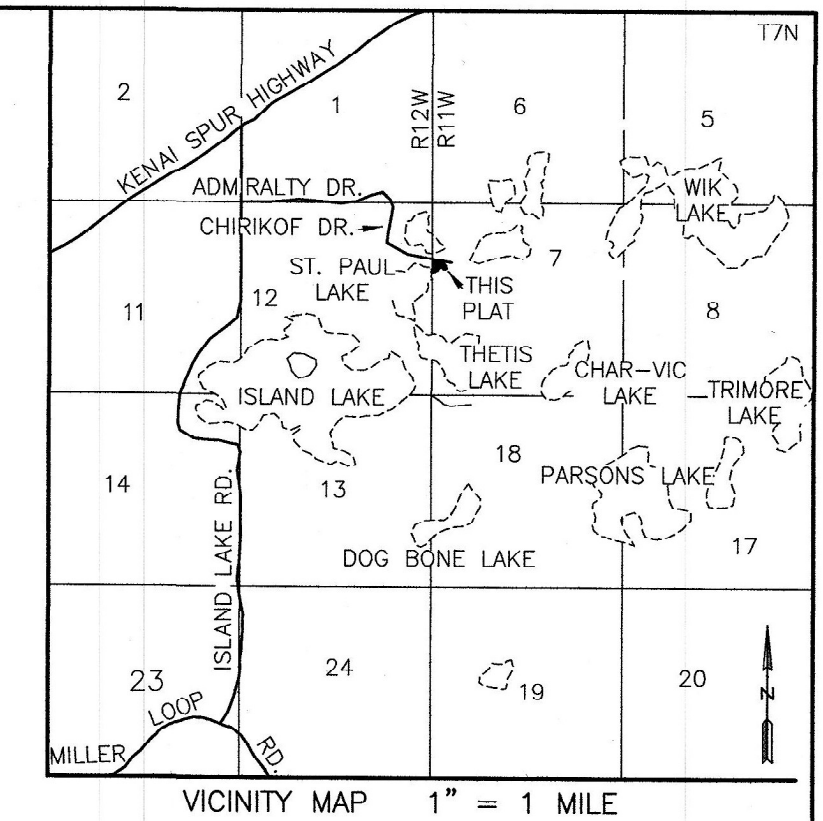 T7N
2
1
6
5
KENAI SPUR HIGHWAY
R12W
R11W
ADMIRALTY DR.
WIK
LAKE
CHIRIKOF DR.
ST. PAUL
LAKE
7
THIS
PLAT
11
12
8
THETIS
LAKE
CHAR-VIC
LAKE
TRIMORE
LAKE
ISLAND LAKE
14
13
18
PARSONS LAKE
17
DOG BONE LAKE
ISLAND LAKE RD.
23
24
19
20
N
MILLER LOOP RD.
VICINITY MAP 1" = 1 MILE